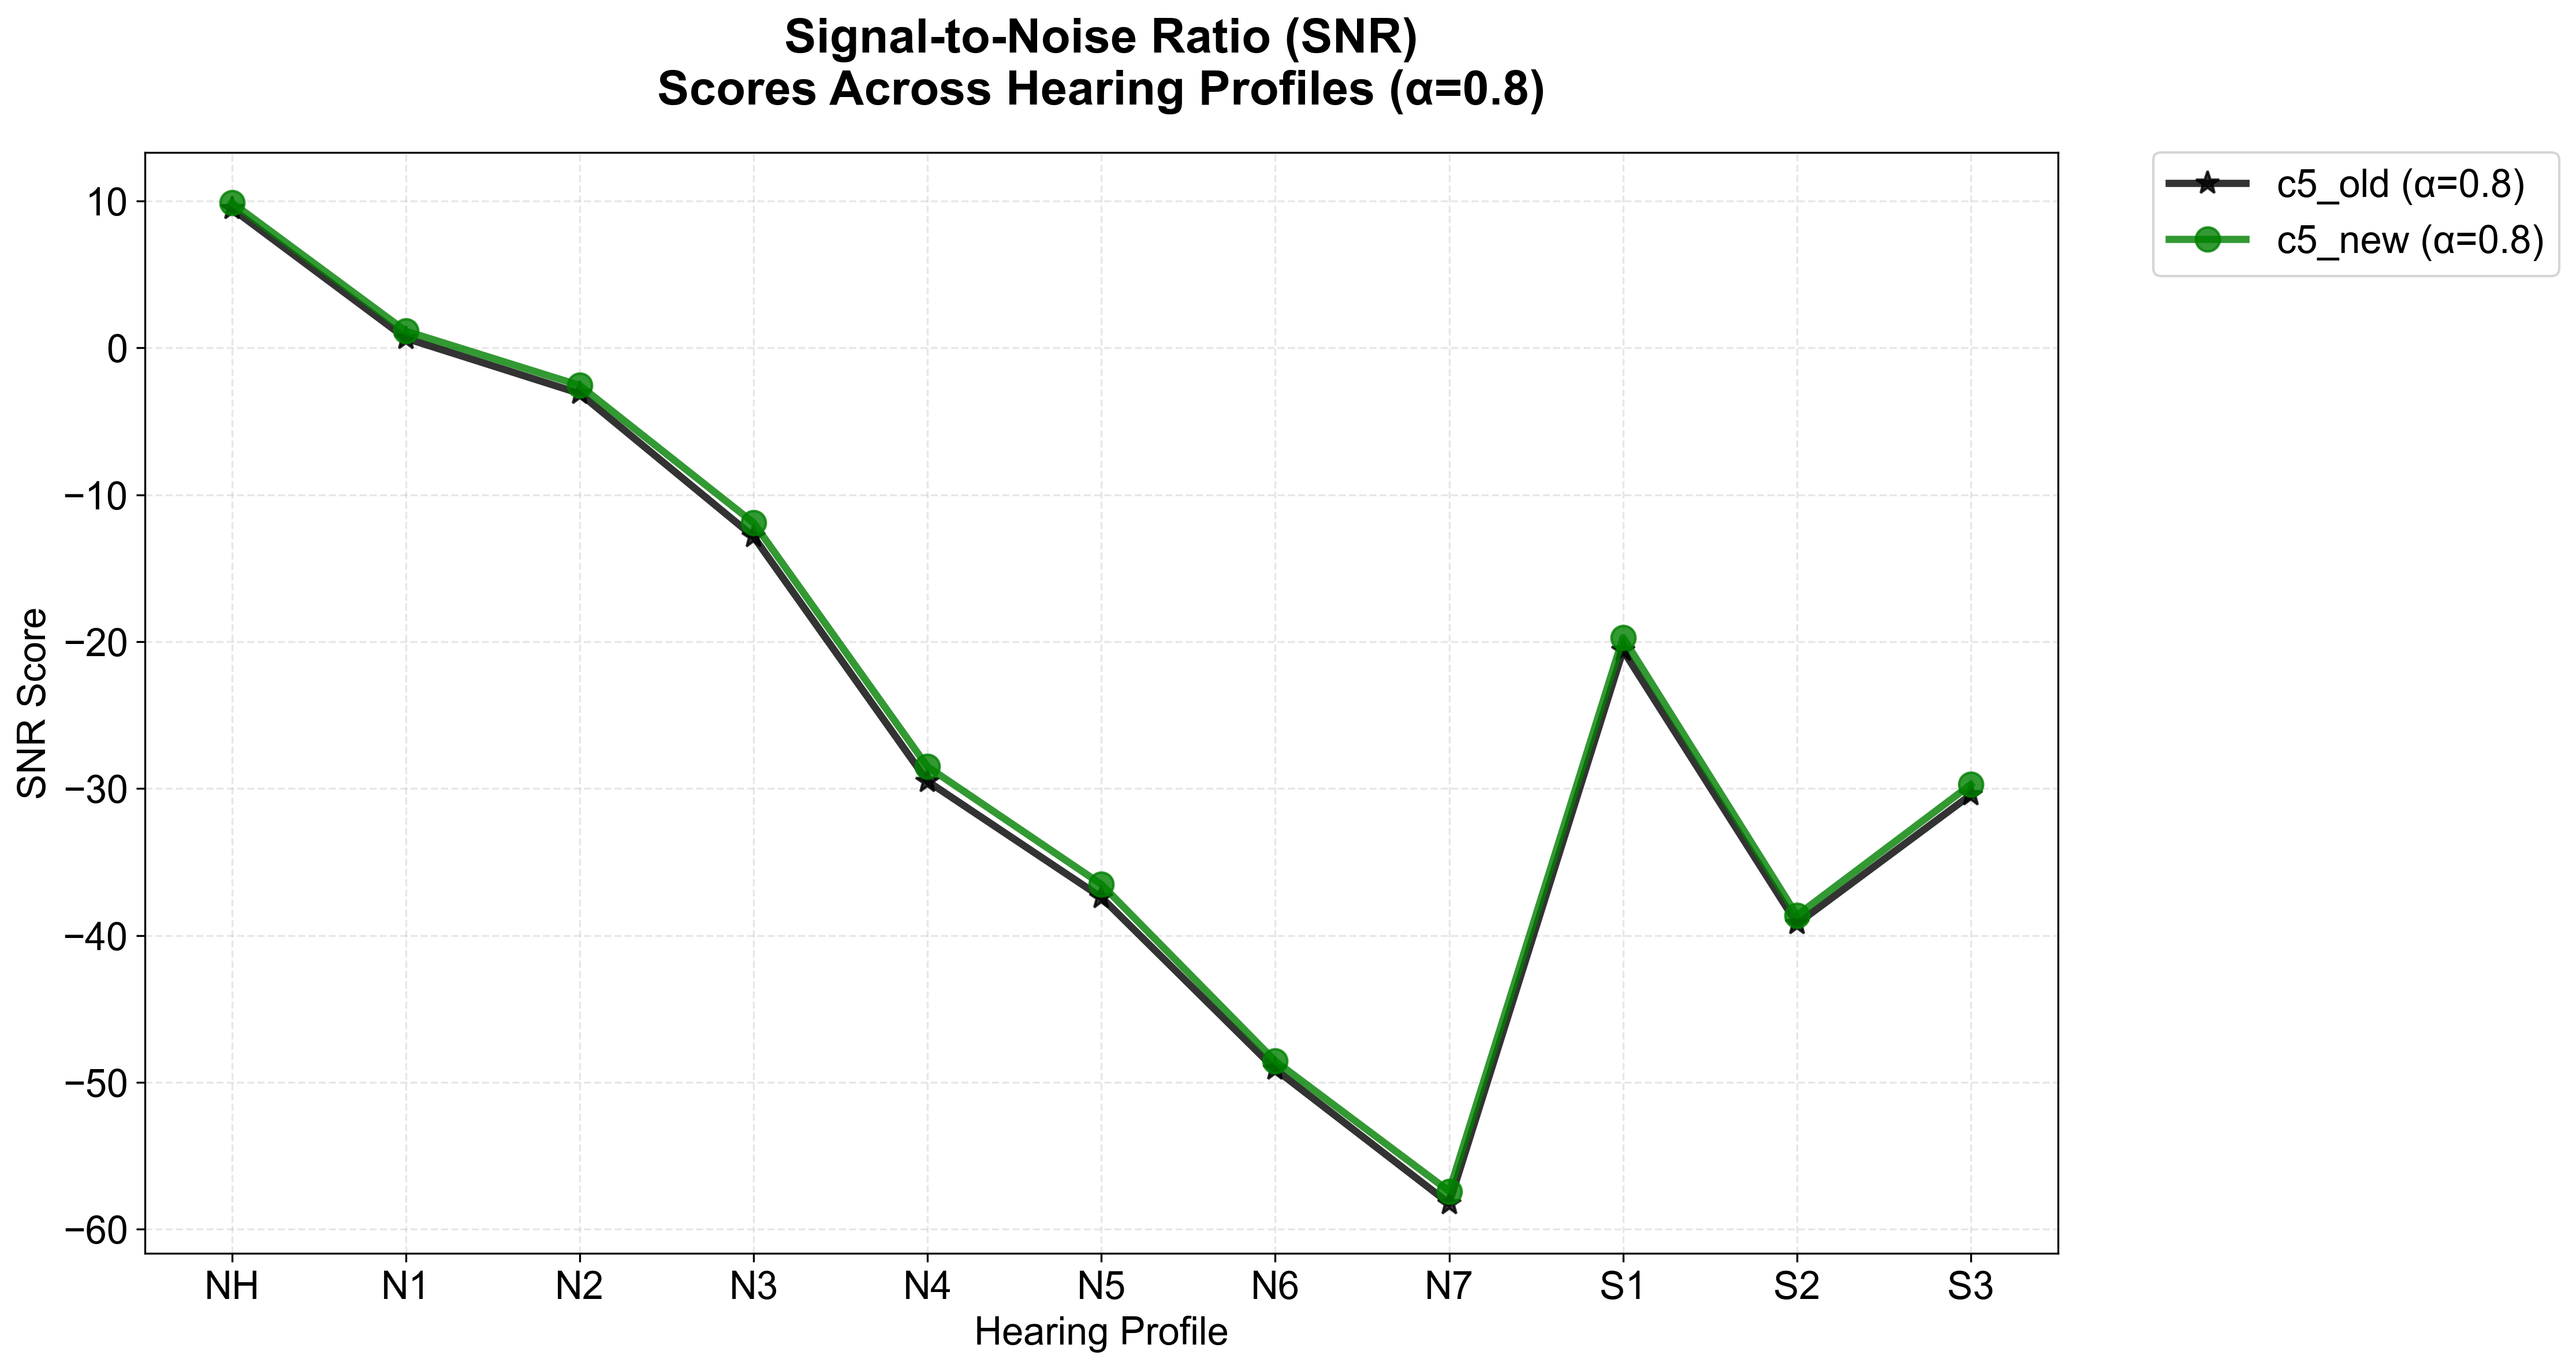 Signal-to-Noise Ratio (SNR)
Scores Across Hearing Profiles (α=0.8)
c5_old (α=0.8)
c5_new (α=0.8)
SNR Score
10
0
−10
−20
−30
−40
−50
−60
NH N1 N2 N3 N4 N5 N6 N7 S1 S2 S3
Hearing Profile